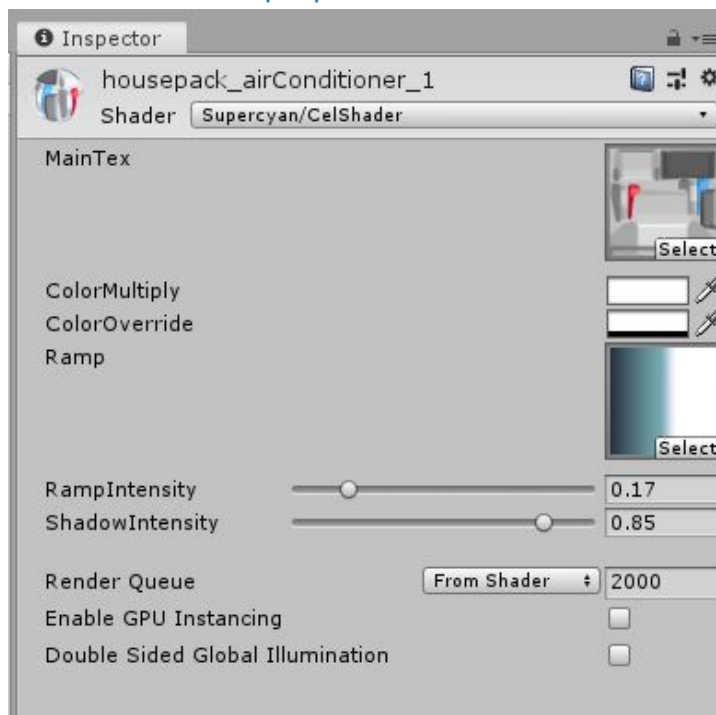 Inspector
housepack_airConditioner_1
Shader Supercyan/CelShader
MainTex
Select
ColorMultiply
ColorOverride
Ramp
Select
RampIntensity 0.17
ShadowIntensity 0.85
Render Queue From Shader 2000
Enable GPU Instancing
Double Sided Global Illumination